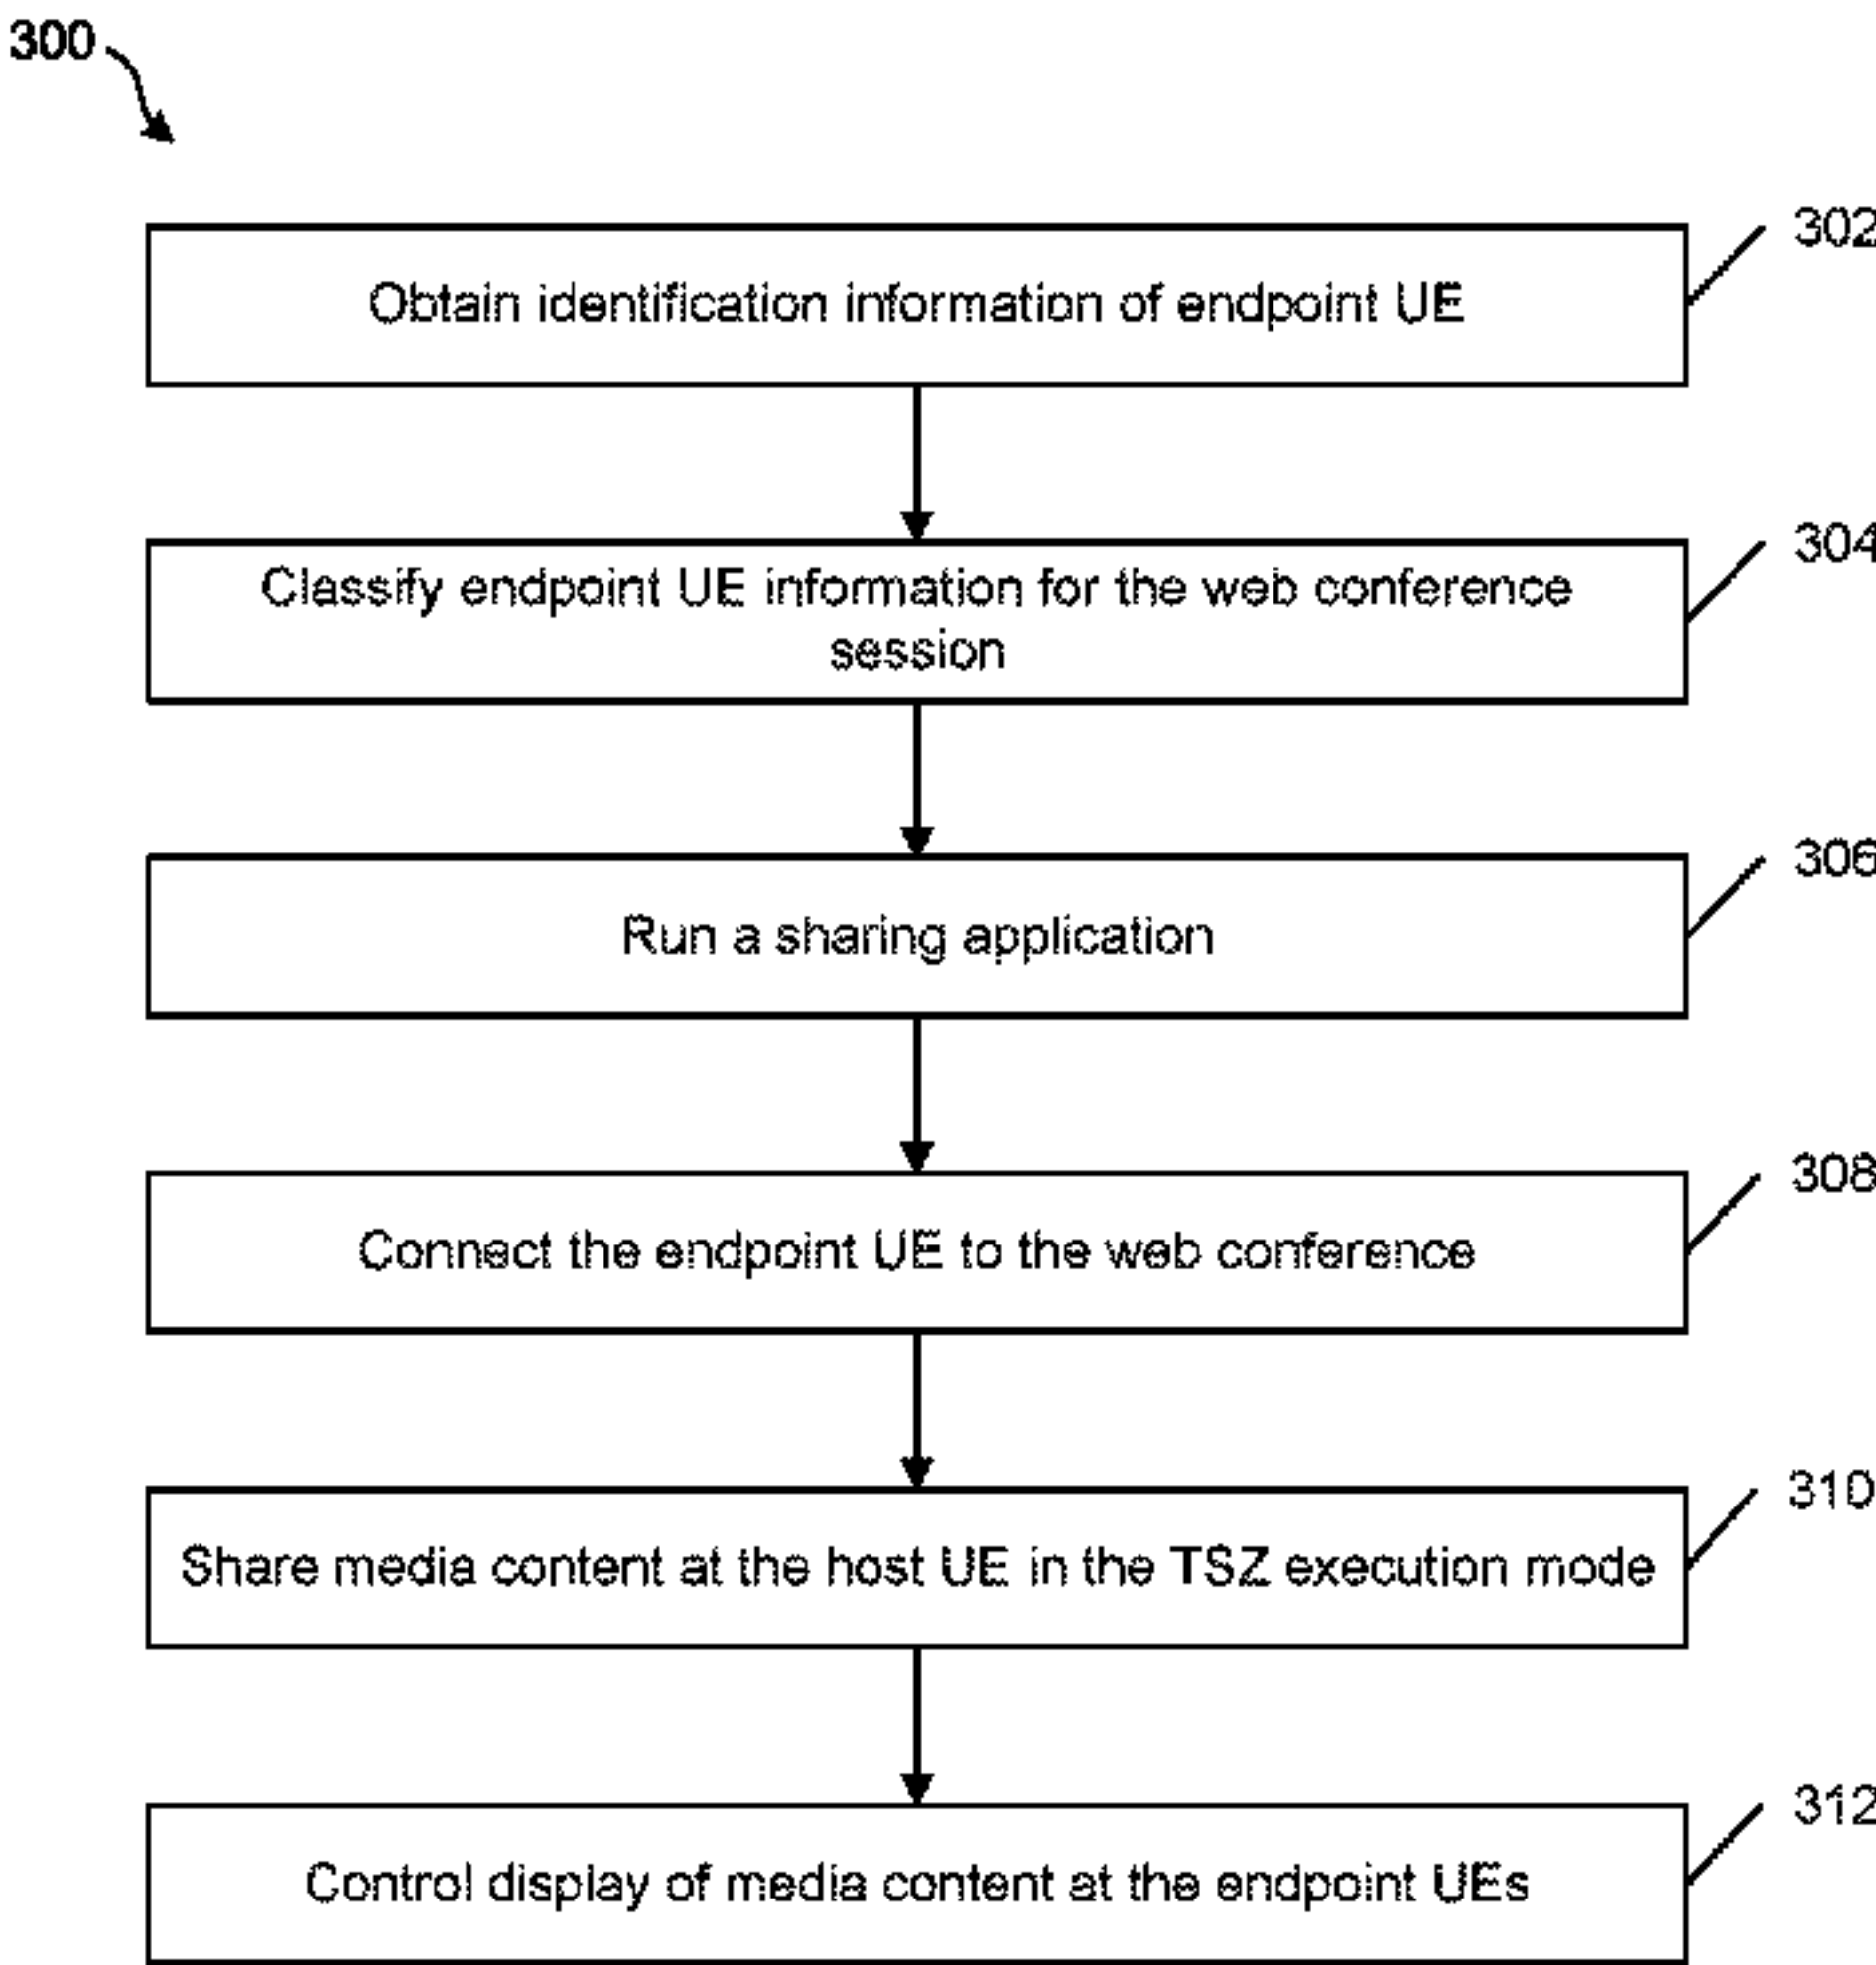 300
302
Obtain identification information of endpoint UE
304
Classify endpoint UE information for the web conference
session
306
Run a sharing application
308
Connect the endpoint UE to the web conference
310
Share media content at the host UE in the TSZ execution mode
312
Control display of media content at the endpoint UEs